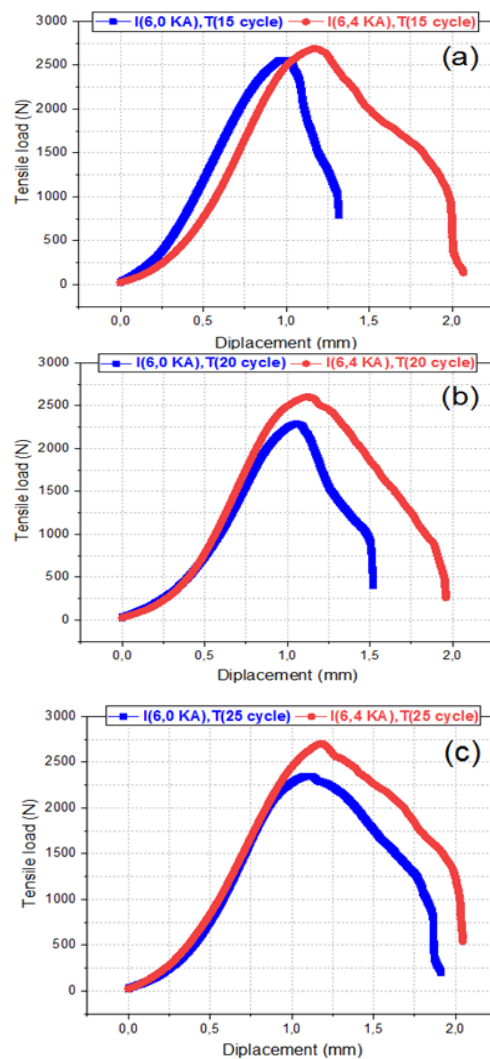 I(6,0 KA),T(15 cycle) I(6,4 KA),T(15 cycle)
3000
(a)
2500
2000
1500
1000
500
0
Tensile load (N)
0,0 0,5 1,0 1,5 2,0
Diplacement (mm)
I(6,0 KA),T(20 cycle) I(6,4 KA),T(20 cycle)
3000
(b)
2500
2000
1500
1000
500
0
Tensile load (N)
0,0 0,5 1,0 1,5 2,0
Diplacement (mm)
I(6,0 KA),T(25 cycle) I(6,4 KA),T(25 cycle)
3000
(c)
2500
2000
1500
1000
500
0
Tensile load (N)
0,0 0,5 1,0 1,5 2,0
Diplacement (mm)